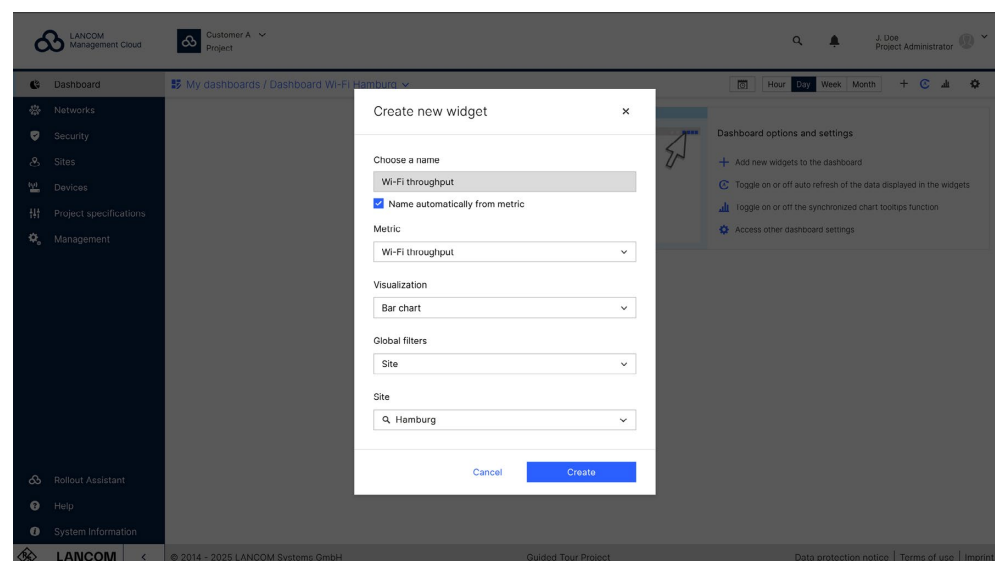 LANCOM
Management Cloud
Customer A
Project
J. Doe
Project Administrator
Dashboard
My dashboards / Dashboard Wi-Fi Hamburg
Hour Day Week Month
Networks
Security
Sites
Devices
Project specifications
Management
Create new widget
Choose a name
Wi-Fi throughput
Name automatically from metric
Metric
Wi-Fi throughput
Visualization
Bar chart
Global filters
Site
Site
Hamburg
Cancel Create
Dashboard options and settings
Add new widgets to the dashboard
Toggle on or off auto refresh of the data displayed in the widgets
Toggle on or off the synchronized chart tooltips function
Access other dashboard settings
Rollout Assistant
Help
System Information
LANCOM
© 2014 - 2025 LANCOM Systems GmbH Guided Tour Project Data protection notice | Terms of use | Imprint